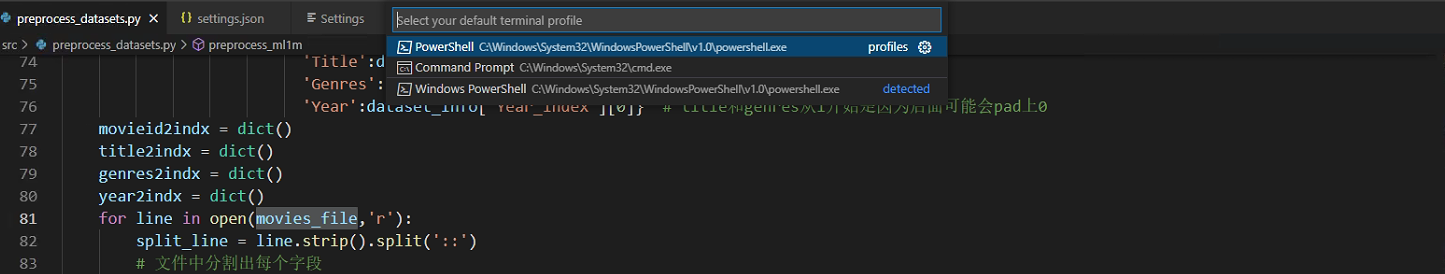 preprocess_datasets.py
settings.json
Settings
Select your default terminal profile
src > preprocess_datasets.py > preprocess_ml1m
PowerShell C:\Windows\System32\WindowsPowerShell\v1.0\powershell.exe profiles
Command Prompt C:\Windows\System32\cmd.exe
Windows PowerShell C:\Windows\System32\WindowsPowerShell\v1.0\powershell.exe detected
74 'Title':d
75 'Genres':
76 'Year':dataset_info['Year_index'][0]} # title和genres从1开始是因为后面可能会pad上0
77 movieid2indx = dict()
78 title2indx = dict()
79 genres2indx = dict()
80 year2indx = dict()
81 for line in open(movies_file,'r'):
82 split_line = line.strip().split('::')
83 # 文件中分割出每个字段